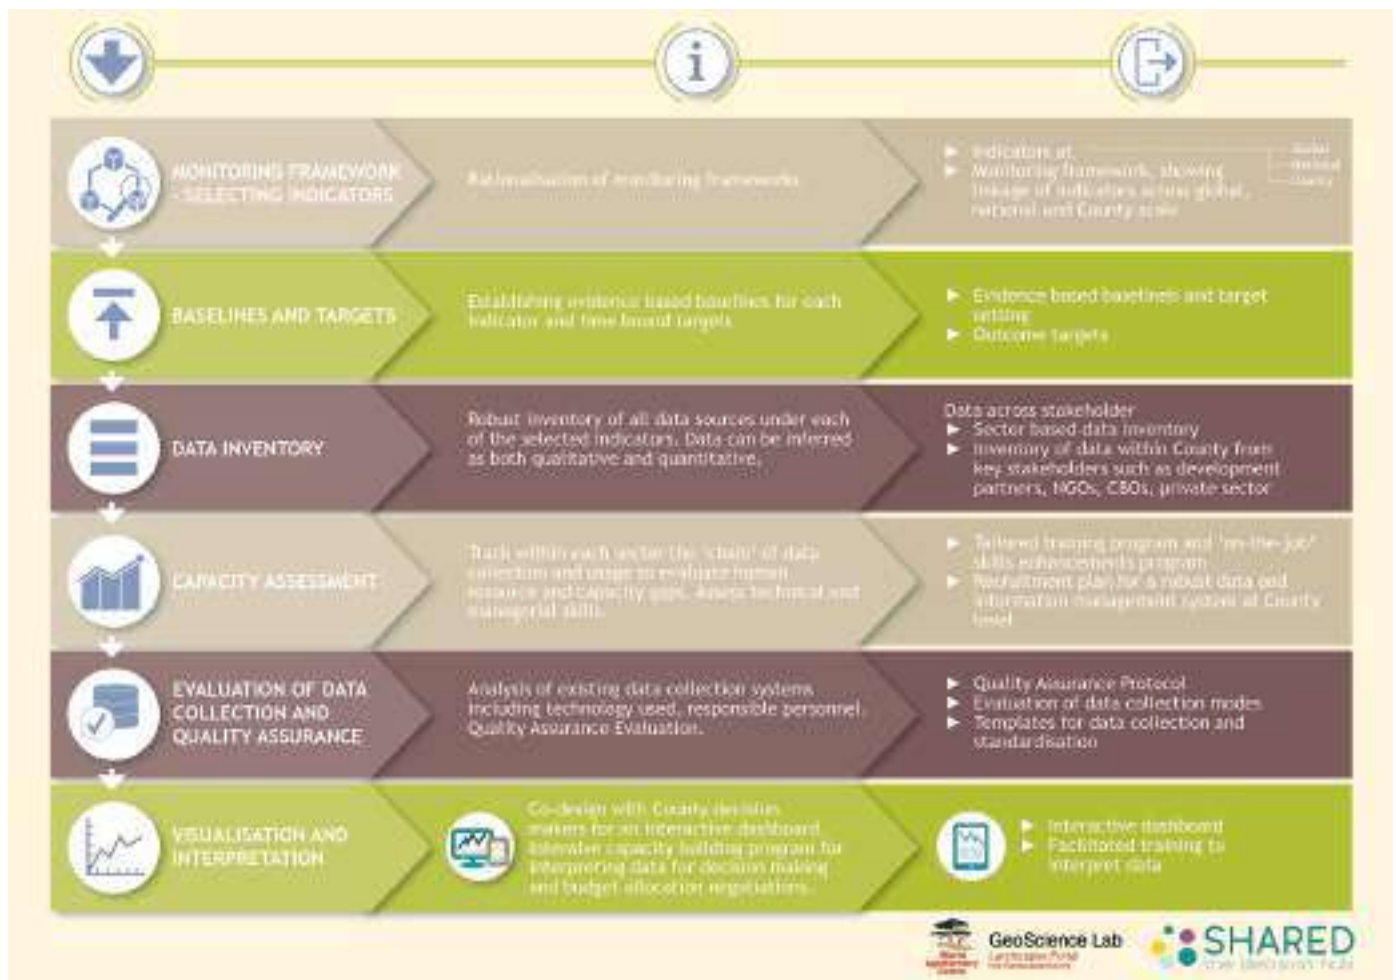 MONITORING FRAMEWORK
- SELECTING INDICATORS
Rationalisation of monitoring frameworks
Indicators at
Global
National
County
Monitoring framework, showing
linkage of indicators across global,
national and County scale
BASELINES AND TARGETS
Establishing evidence based baselines for each
indicator and time bound targets
Evidence based baselines and target
setting
Outcome targets
DATA INVENTORY
Robust inventory of all data sources under each
of the selected indicators. Data can be inferred
as both qualitative and quantitative.
Data across stakeholder
Sector based data inventory
Inventory of data within County from
key stakeholders such as development
partners, NGOs, CBOs, private sector
CAPACITY ASSESSMENT
Track within each sector the 'chain' of data
collection and usage to evaluate human
resource and capacity gaps. Assess technical and
managerial skills.
Tailored training program and 'on-the-job'
skills enhancements program
Recruitment plan for a robust data and
information management system at County
level
EVALUATION OF DATA
COLLECTION AND
QUALITY ASSURANCE
Analysis of existing data collection systems
including technology used, responsible personnel.
Quality Assurance Evaluation.
Quality Assurance Protocol
Evaluation of data collection modes
Templates for data collection and
standardisation
VISUALISATION AND
INTERPRETATION
Co-design with County decision
makers for an interactive dashboard
Intensive capacity building program for
interpreting data for decision making
and budget allocation negotiations.
Interactive dashboard
Facilitated training to
interpret data
World
Agroforestry
Centre
GeoScience Lab
Landscapes Portal
SHARED